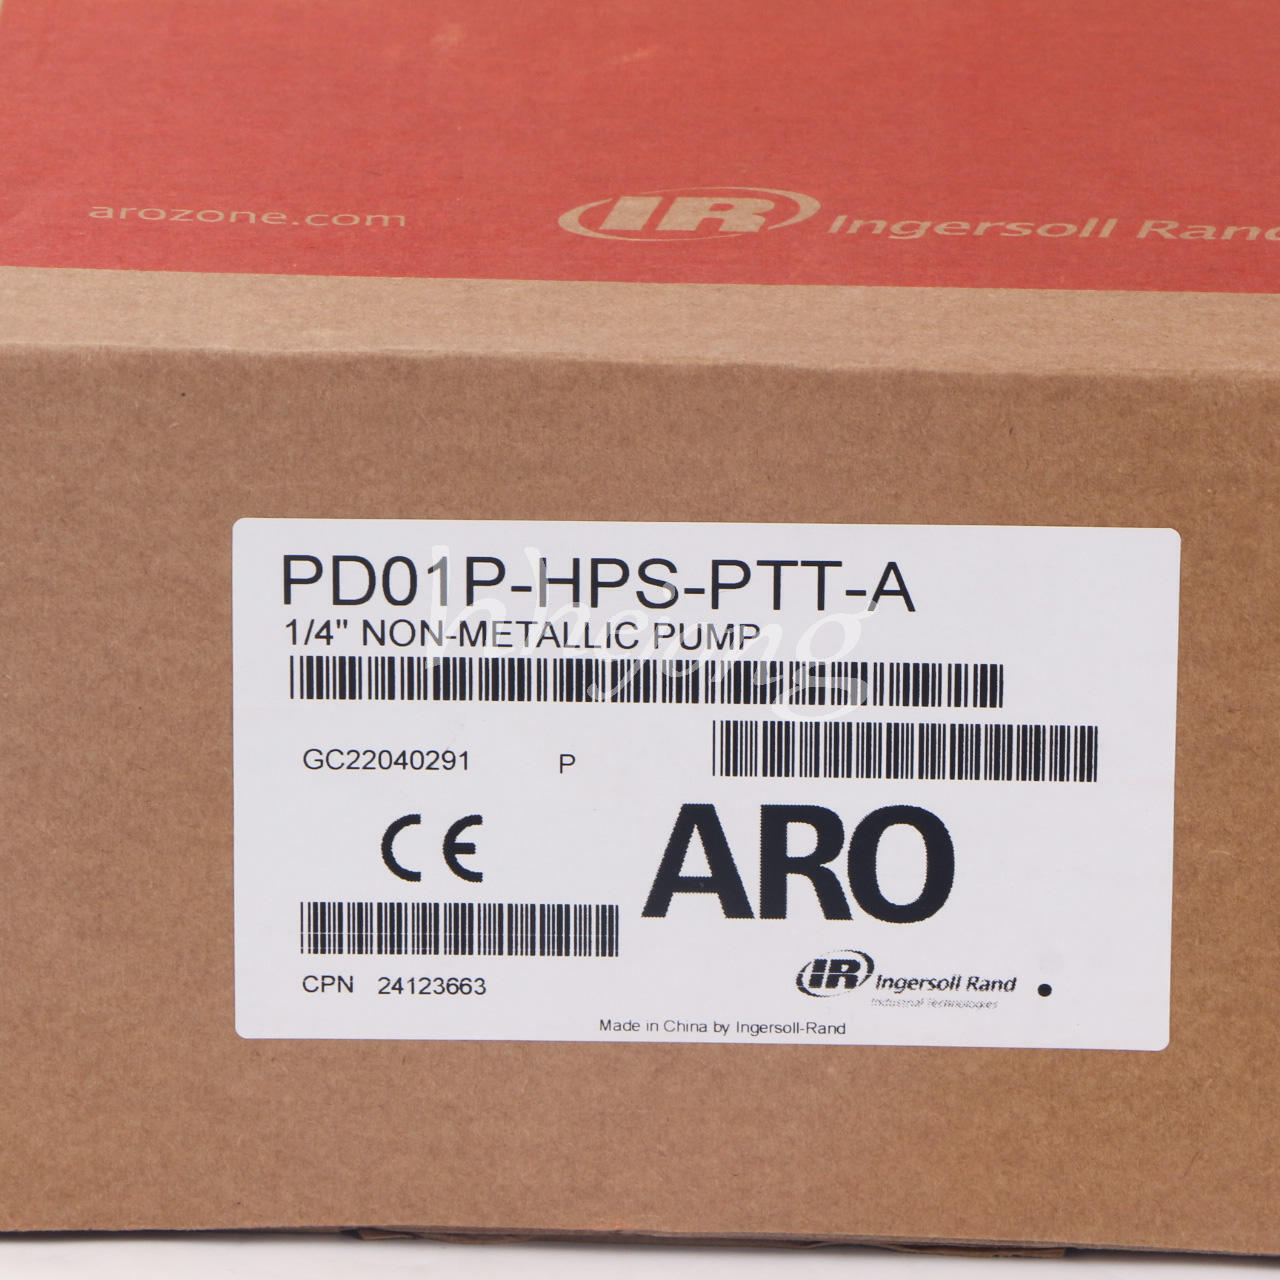 arozone.com
IR Ingersoll Rand
PD01P-HPS-PTT-A
1/4" NON-METALLIC PUMP
hhejong
GC22040291 P
CE
ARO
CPN 24123663
IR Ingersoll Rand
Industrial Technologies
Made in China by Ingersoll-Rand